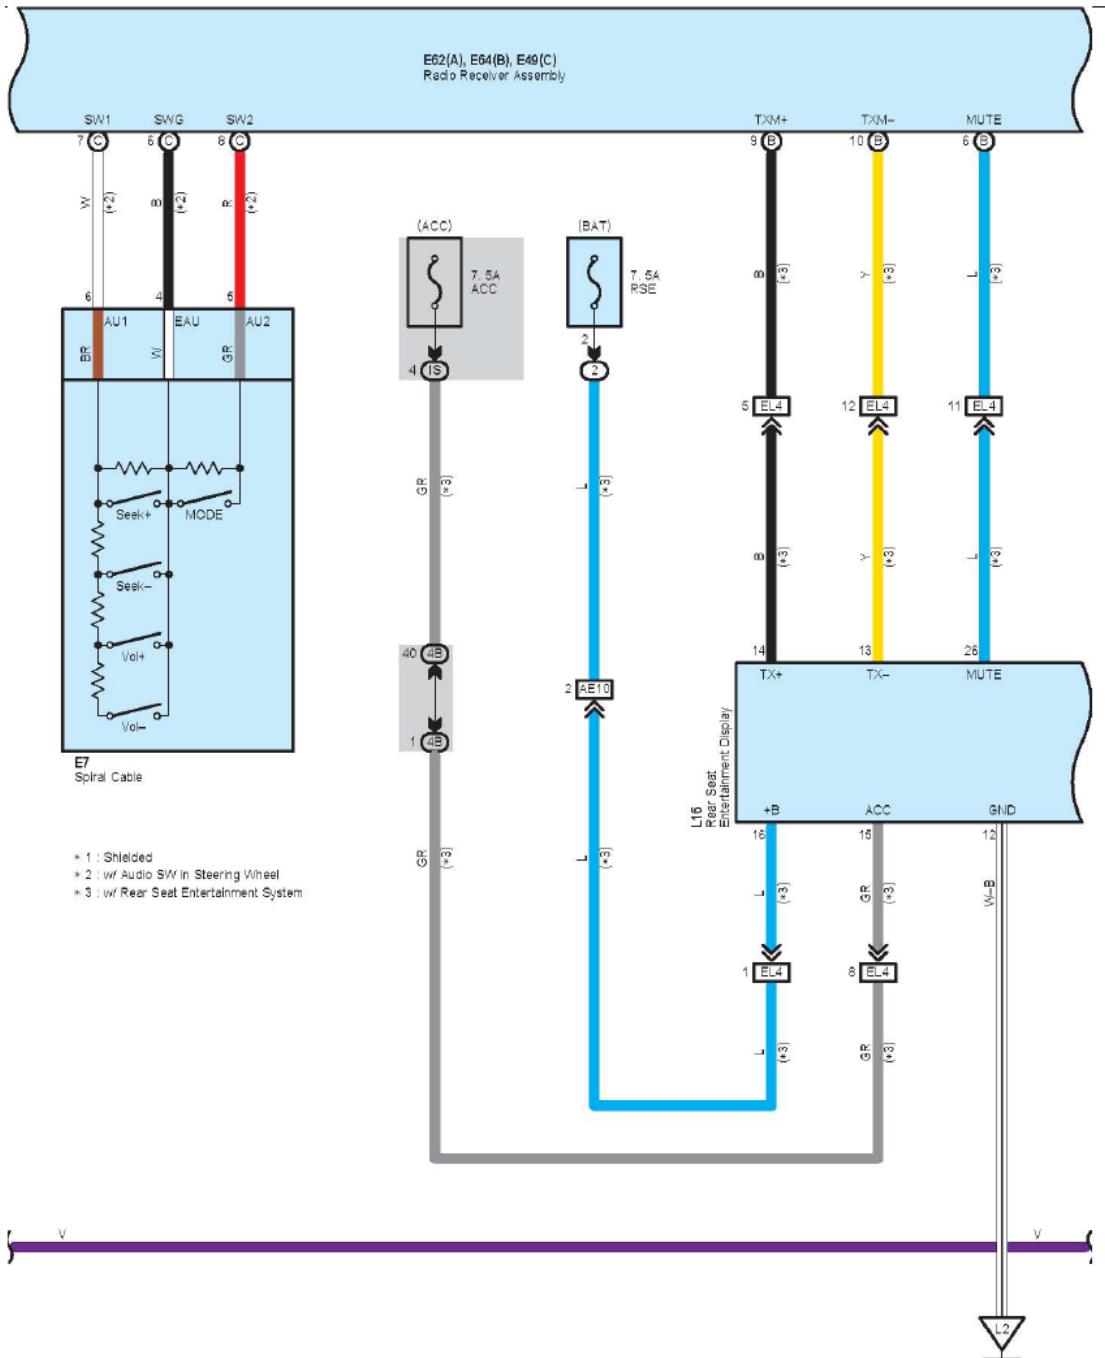 E62(A), E64(B), E49(C)
Radio Receiver Assembly
SW1 SWG SW2 TXM+ TXM– MUTE
7 C 6 C 8 C 9 B 10 B 6 B
W (*2) B (*2) R (*2)
(ACC) (BAT)
7. 5A
ACC
7. 5A
RSE
B (*3) Y (*3) L (*3)
6 4 5
AU1 EAU AU2
BR W GR
2
4 IS 2
5 EL4 12 EL4 11 EL4
GR (*3) L (*3)
Seek+ MODE
B (*3) Y (*3) L (*3)
Seek–
Vol+
40 4B
14 13 26
TX+ TX– MUTE
2 AE10
Vol–
1 4B
E7
Spiral Cable
L16
Rear Seat
Entertainment Display
+B ACC GND
16 15 12
GR (*3) L (*3)
* 1 : Shielded
* 2 : w/ Audio SW in Steering Wheel
* 3 : w/ Rear Seat Entertainment System
L (*3) GR (*3) W–B
1 EL4 8 EL4
L (*3) GR (*3)
V V
L2